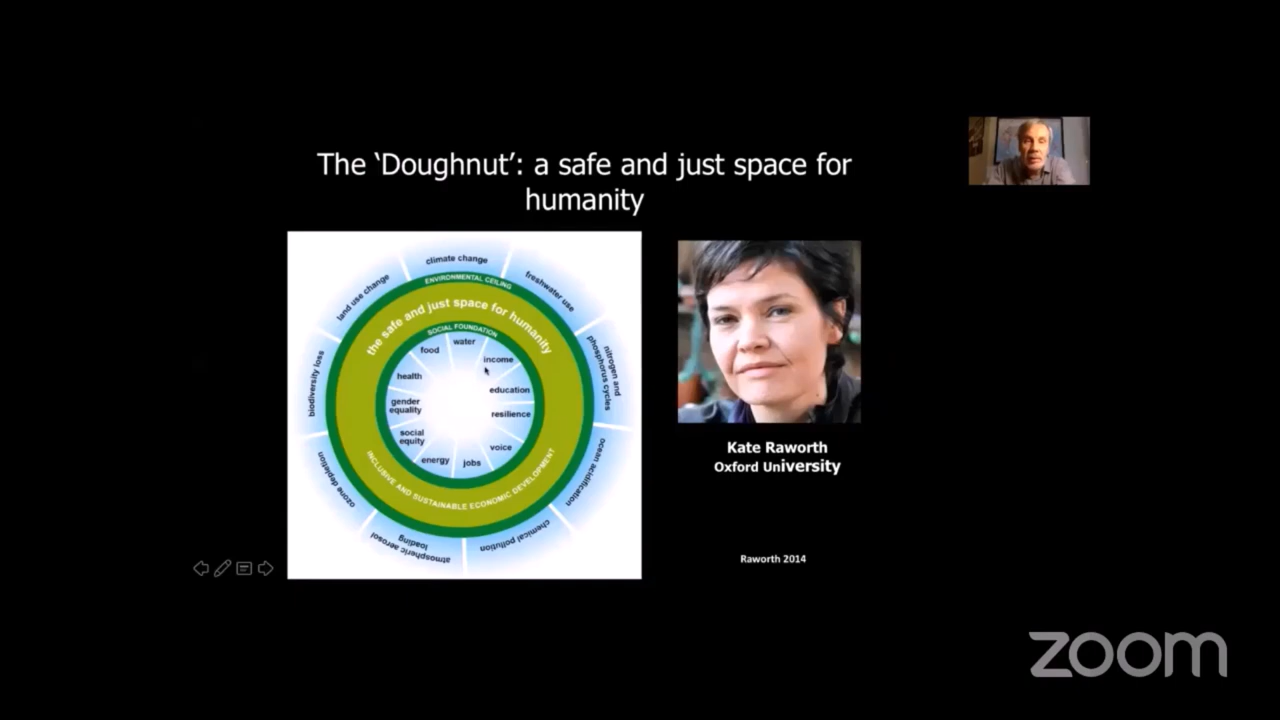 The ‘Doughnut’: a safe and just space for
humanity
climate change
freshwater use
nitrogen and
phosphorus cycles
ocean acidification
chemical pollution
atmospheric aerosol
loading
ozone depletion
biodiversity loss
land use change
ENVIRONMENTAL CEILING
the safe and just space for humanity
SOCIAL FOUNDATION
water
income
education
resilience
voice
jobs
energy
social
equity
gender
equality
health
food
INCLUSIVE AND SUSTAINABLE ECONOMIC DEVELOPMENT
Kate Raworth
Oxford University
Raworth 2014
zoom